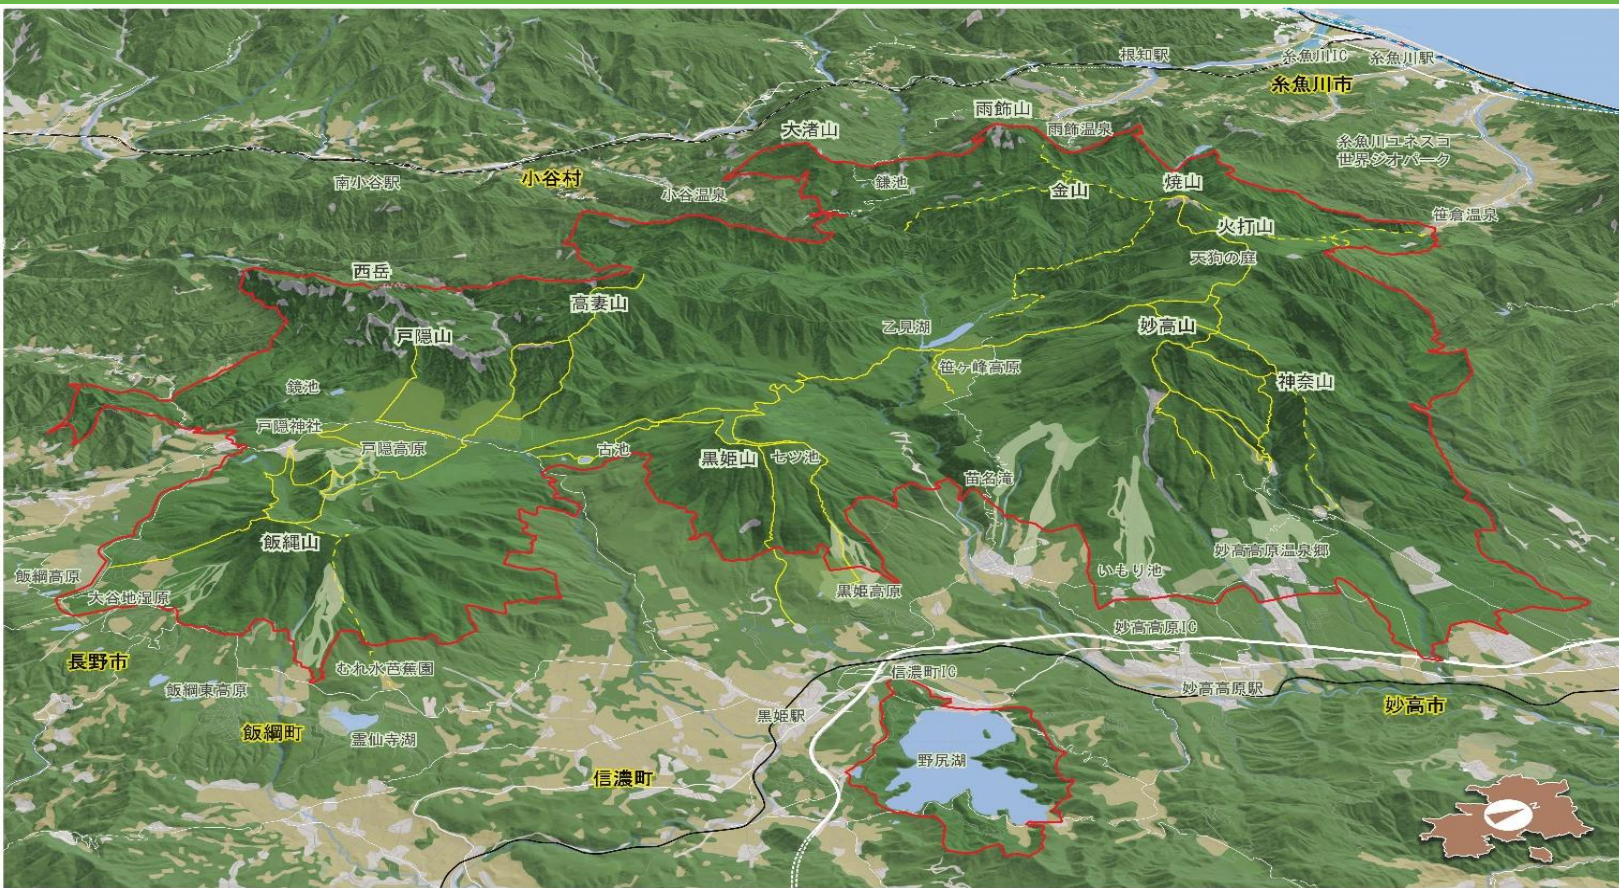 根知駅
糸魚川IC
糸魚川駅
糸魚川市
雨飾山
雨飾温泉
大渚山
糸魚川ユネスコ
世界ジオパーク
南小谷駅
小谷村
小谷温泉
鎌池
金山
焼山
笹倉温泉
火打山
天狗の庭
西岳
高妻山
戸隠山
乙見湖
妙高山
笹ヶ峰高原
神奈山
鏡池
戸隠神社
戸隠高原
古池
黒姫山
七ツ池
苗名滝
飯縄山
妙高高原温泉郷
いもり池
飯綱高原
大谷地湿原
黒姫高原
妙高高原IC
長野市
むれ水芭蕉園
飯綱東高原
信濃町IC
妙高高原駅
妙高市
黒姫駅
飯綱町
霊仙寺湖
野尻湖
信濃町
N